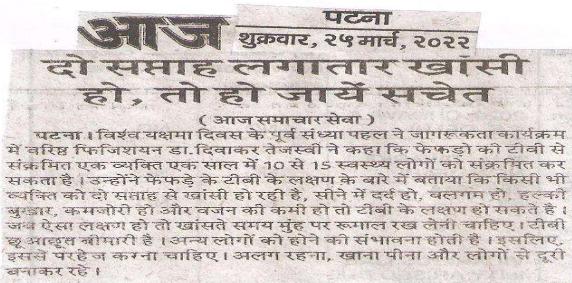 आज
पटना
शुक्रवार, २५ मार्च, २०२२
दो सप्ताह लगातार खांसी
हो, तो हो जायें सचेत
( आज समाचार सेवा )
पटना। विश्व यक्षमा दिवस के पूर्व संध्या पहल ने जागरूकता कार्यक्रम
में वरिष्ठ फिजिशियन डा.दिवाकर तेजस्वी ने कहा कि फेफड़ो को टीबी से
संक्रमित एक व्यक्ति एक साल में 10 से 15 स्वस्थ्य लोगों को संक्रमित कर
सकता है। उन्होंने फेफड़े के टीबी के लक्षण के बारे में बताया कि किसी भी
व्यक्ति को दो सप्ताह से खांसी हो रही है, सीने में दर्द हो, बलगम हो, हल्की
बुखार, कमजोरी हो और वजन की कमी हो तो टीबी के लक्षण हो सकते है।
जब ऐसा लक्षण हो तो खांसते समय मुंह पर रूमाल रख लेनी चाहिए। टीबी
छू आछूत बीमारी है। अन्य लोगों को होने की संभावना होती है। इसलिए,
इससे परहेज करना चाहिए। अलग रहना, खाना पीना और लोगों से दूरी
बनाकर रहे।